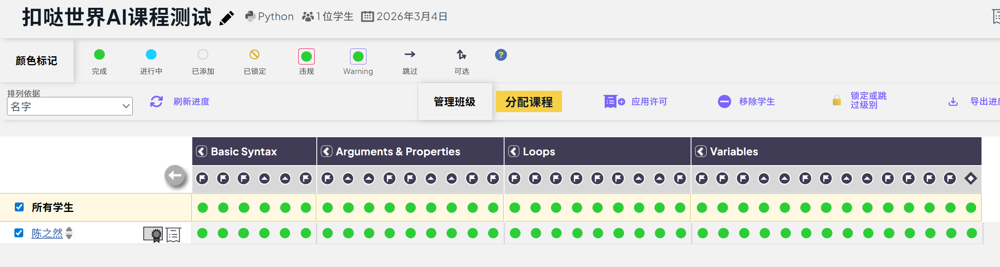 扣哒世界AI课程测试 Python 1 位学生 2026年3月4日
颜色标记
完成 进行中 已添加 已锁定 违规 Warning 跳过 可选 ?
排列依据
名字
刷新进度
管理班级
分配课程
应用许可
移除学生
锁定或跳
过级别
导出进
Basic Syntax Arguments & Properties Loops Variables
所有学生
陈之然